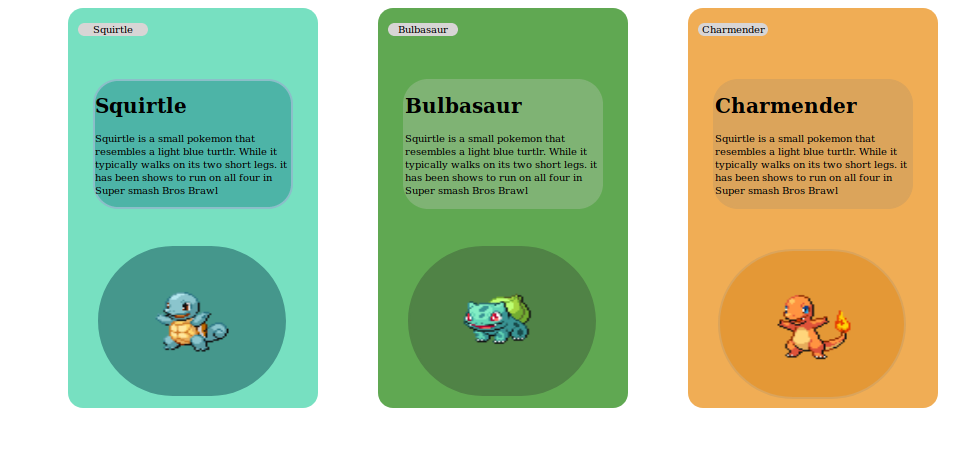 Squirtle
Squirtle
Squirtle is a small pokemon that
resembles a light blue turtlr. While it
typically walks on its two short legs. it
has been shows to run on all four in
Super smash Bros Brawl
Bulbasaur
Bulbasaur
Squirtle is a small pokemon that
resembles a light blue turtlr. While it
typically walks on its two short legs. it
has been shows to run on all four in
Super smash Bros Brawl
Charmender
Charmender
Squirtle is a small pokemon that
resembles a light blue turtlr. While it
typically walks on its two short legs. it
has been shows to run on all four in
Super smash Bros Brawl